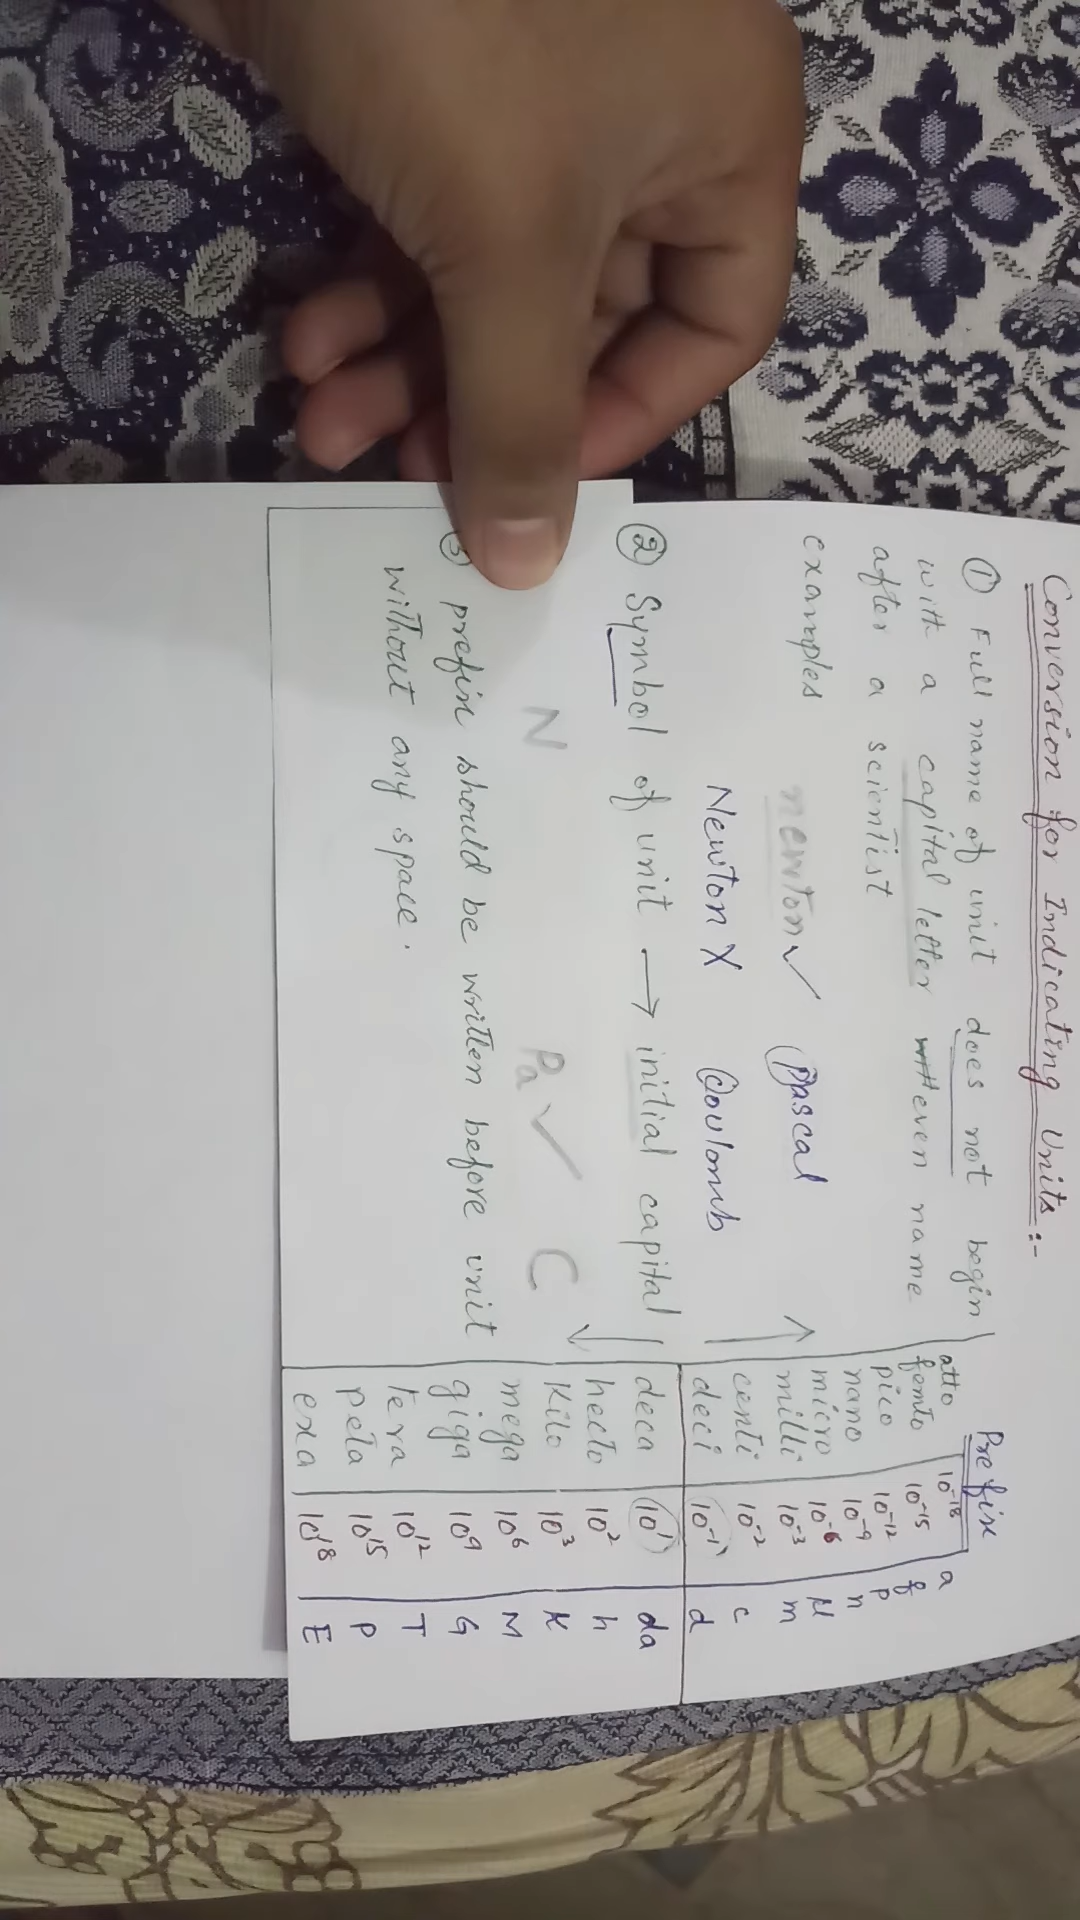 Conversion for Indicating Units :-
① Full name of unit does not begin
with a capital letter even name
after a scientist
examples newton ✓ Pascal
Newton X Coulomb
② Symbol of unit → initial capital
N Pa ✓ C
③ prefix should be written before unit
without any space.
Prefix
atto 10⁻¹⁸ a
femto 10⁻¹⁵ f
pico 10⁻¹² p
nano 10⁻⁹ n
micro 10⁻⁶ μ
milli 10⁻³ m
centi 10⁻² c
deci 10⁻¹ d
deca 10¹ da
hecto 10² h
Kilo 10³ K
mega 10⁶ M
giga 10⁹ G
tera 10¹² T
peta 10¹⁵ P
exa 10¹⁸ E